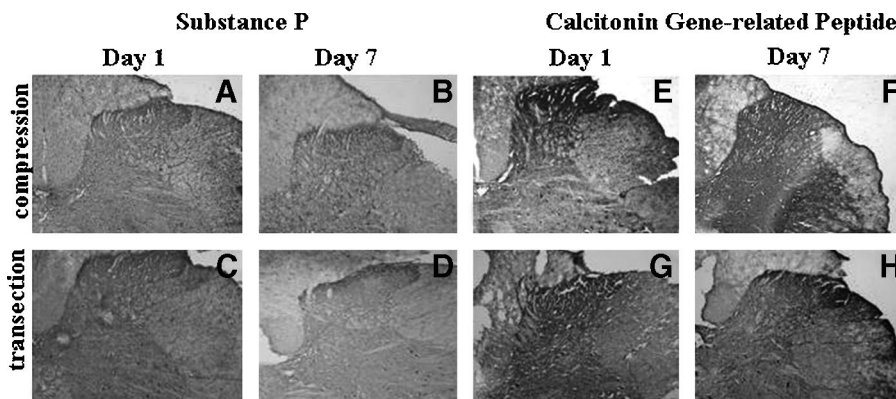 Substance P
Calcitonin Gene-related Peptide
Day 1
Day 7
Day 1
Day 7
compression
A
B
E
F
transection
C
D
G
H